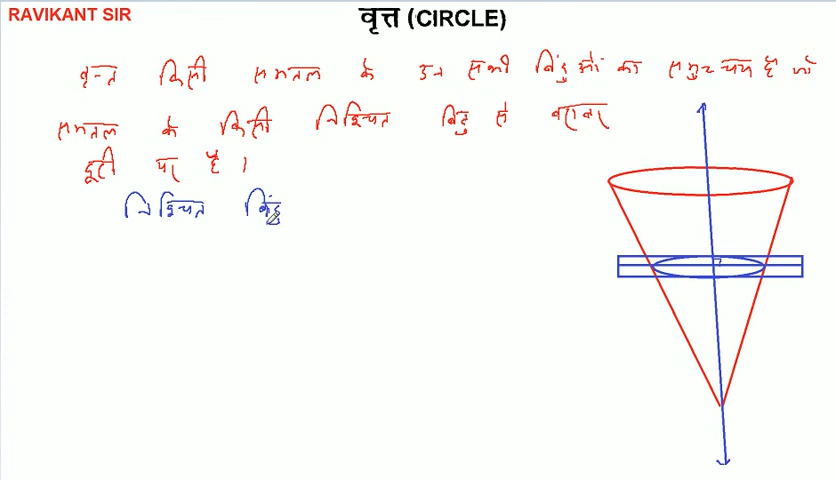 RAVIKANT SIR
वृत्त (CIRCLE)
वृत्त किसी समतल के उन सभी बिंदुओं का समुच्चय है जो
समतल के किसी निश्चित बिंदु से बराबर
दूरी पर है ।
निश्चित बिंदु